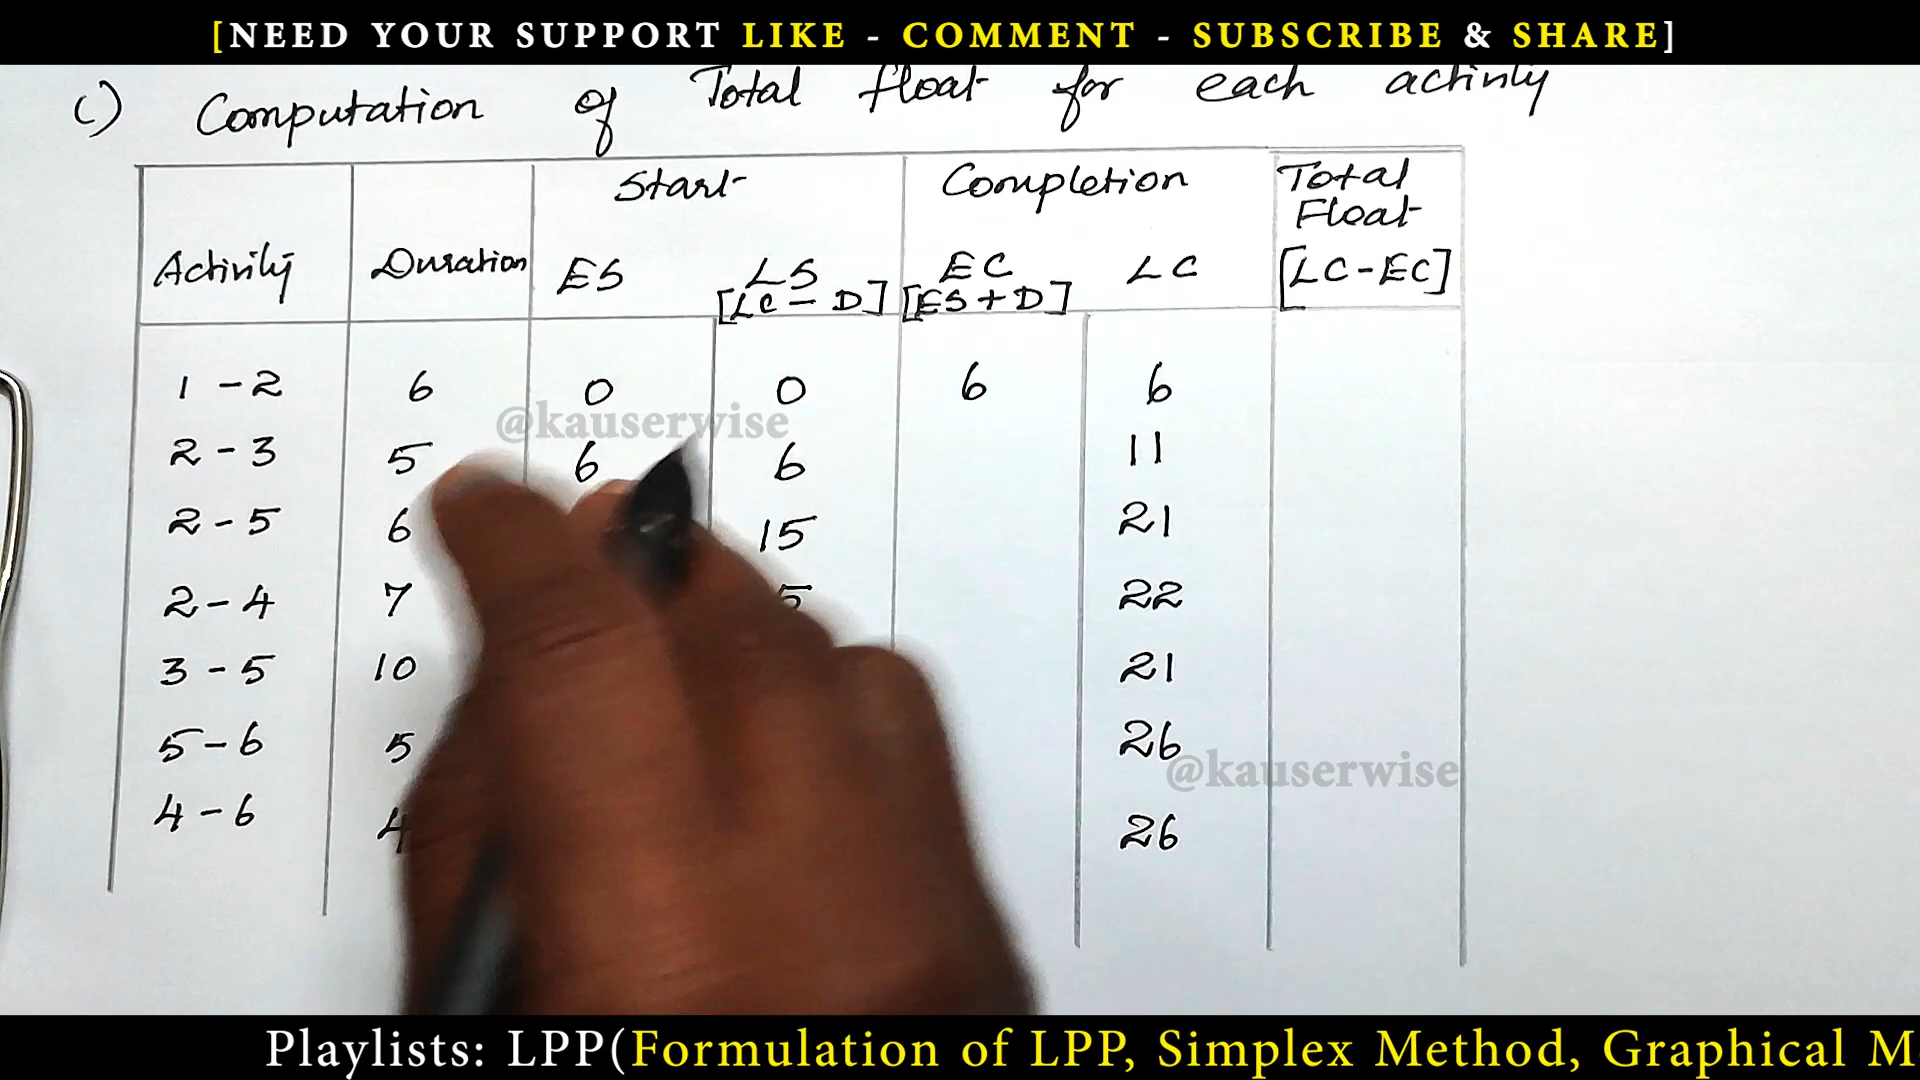 [NEED YOUR SUPPORT LIKE - COMMENT - SUBSCRIBE & SHARE]
c) Computation of Total float for each activity
Start Completion Total
Float
Activity Duration ES LS EC LC [LC-EC]
[LC - D] [ES + D]
1 - 2 6 0 0 6 6
@kauserwise
2 - 3 5 6 6 11
2 - 5 6 15 21
2 - 4 7 5 22
3 - 5 10 21
5 - 6 5 26
@kauserwise
4 - 6 4 26
Playlists: LPP(Formulation of LPP, Simplex Method, Graphical M